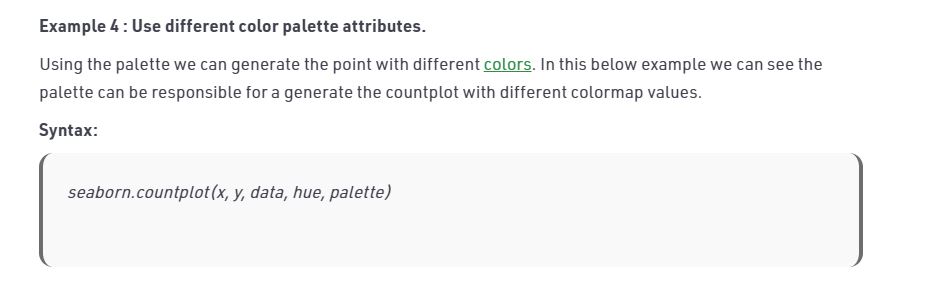 Example 4 : Use different color palette attributes.
Using the palette we can generate the point with different colors. In this below example we can see the
palette can be responsible for a generate the countplot with different colormap values.
Syntax:
seaborn.countplot(x, y, data, hue, palette)